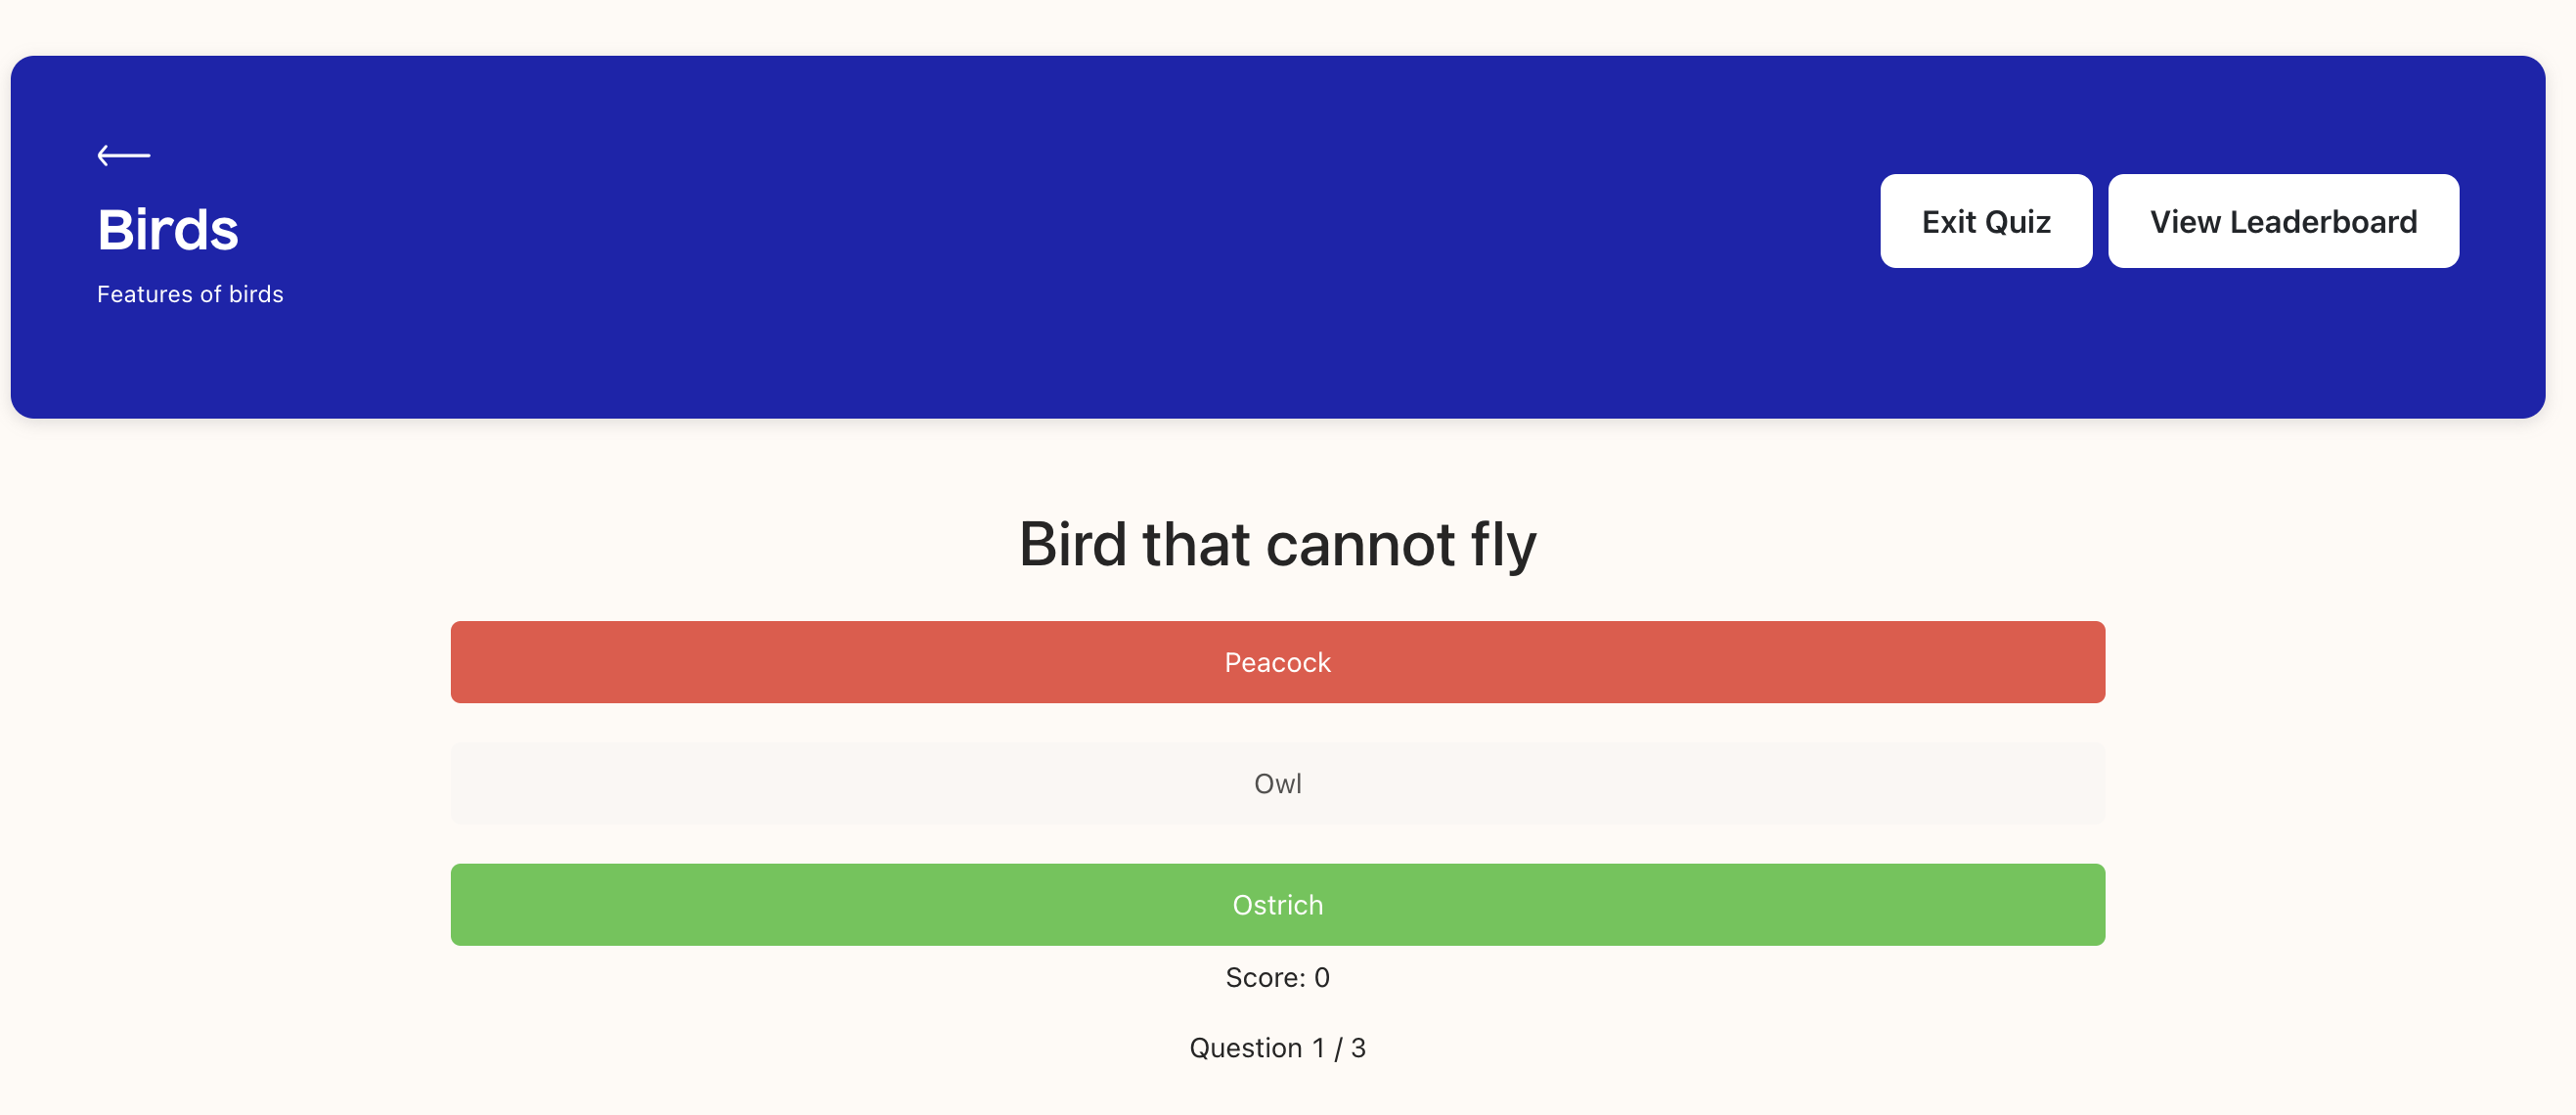 Birds
Features of birds
Exit Quiz
View Leaderboard
Bird that cannot fly
Peacock
Owl
Ostrich
Score: 0
Question 1 / 3